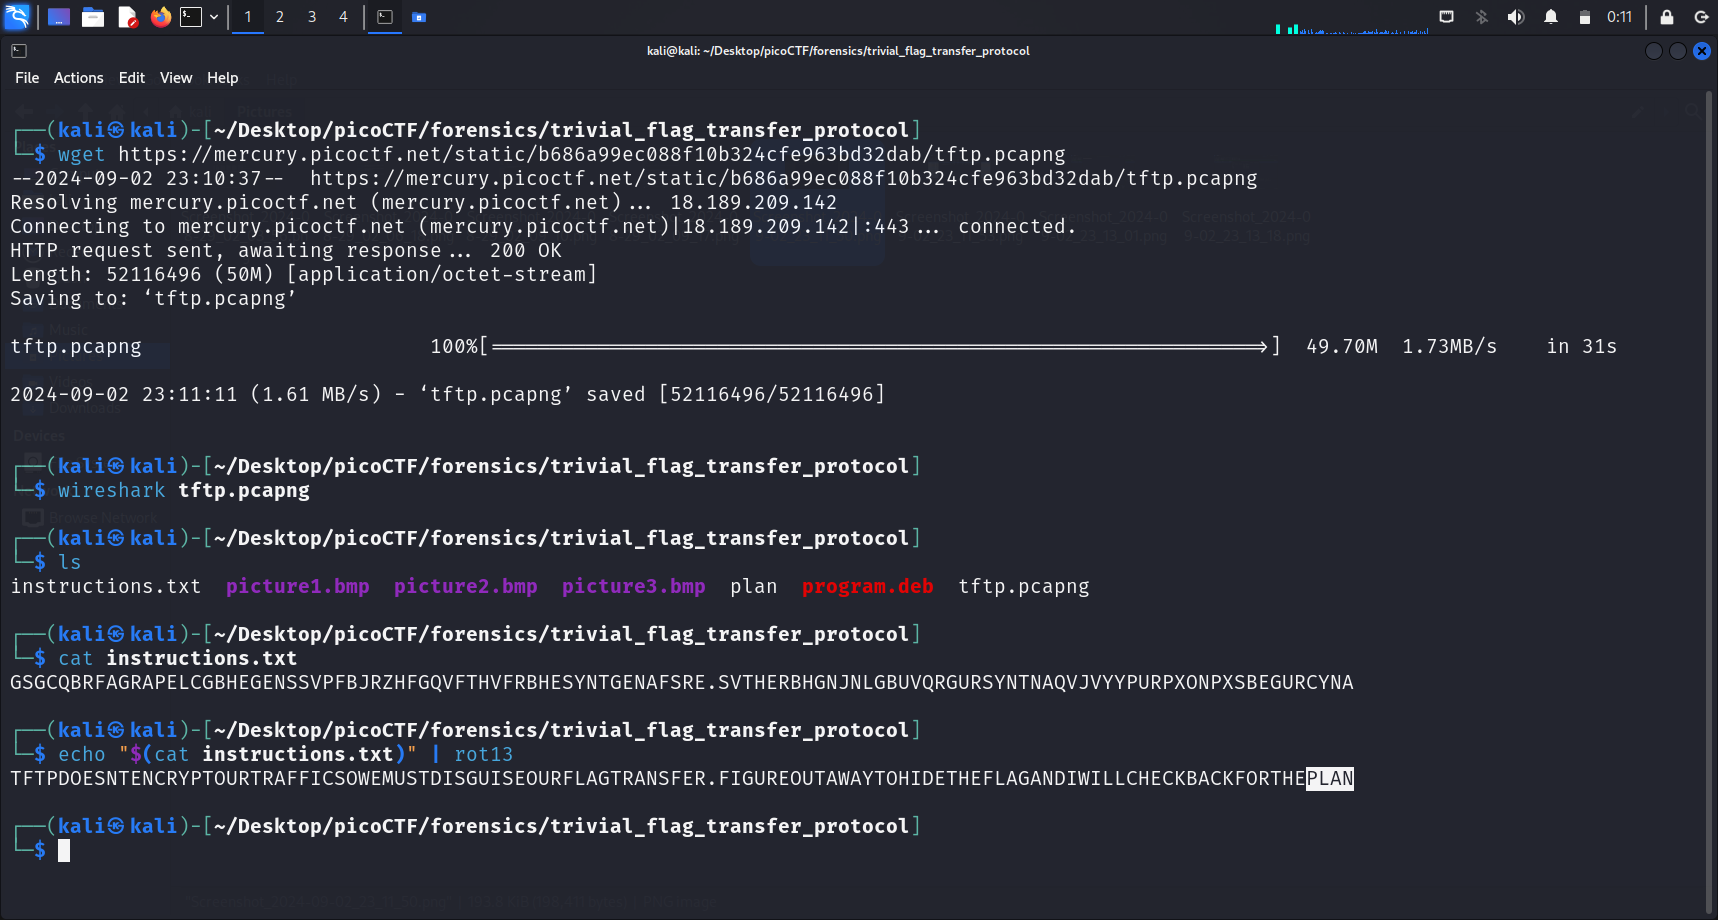 1 2 3 4
0:11
kali@kali: ~/Desktop/picoCTF/forensics/trivial_flag_transfer_protocol
File Actions Edit View Help
┌──(kali㉿kali)-[~/Desktop/picoCTF/forensics/trivial_flag_transfer_protocol]
└─$ wget https://mercury.picoctf.net/static/b686a99ec088f10b324cfe963bd32dab/tftp.pcapng
--2024-09-02 23:10:37-- https://mercury.picoctf.net/static/b686a99ec088f10b324cfe963bd32dab/tftp.pcapng
Resolving mercury.picoctf.net (mercury.picoctf.net)... 18.189.209.142
Connecting to mercury.picoctf.net (mercury.picoctf.net)|18.189.209.142|:443... connected.
HTTP request sent, awaiting response... 200 OK
Length: 52116496 (50M) [application/octet-stream]
Saving to: ‘tftp.pcapng’
tftp.pcapng 100%[=================================================================>] 49.70M 1.73MB/s in 31s
2024-09-02 23:11:11 (1.61 MB/s) - ‘tftp.pcapng’ saved [52116496/52116496]
┌──(kali㉿kali)-[~/Desktop/picoCTF/forensics/trivial_flag_transfer_protocol]
└─$ wireshark tftp.pcapng
┌──(kali㉿kali)-[~/Desktop/picoCTF/forensics/trivial_flag_transfer_protocol]
└─$ ls
instructions.txt picture1.bmp picture2.bmp picture3.bmp plan program.deb tftp.pcapng
┌──(kali㉿kali)-[~/Desktop/picoCTF/forensics/trivial_flag_transfer_protocol]
└─$ cat instructions.txt
GSGCQBRFAGRAPELCGBHEGENSSVPFBJRZHFGQVFTHVFRBHESYNTGENAFSRE.SVTHERBHGNJNLGBUVQRGURSYNTNAQVJVYYPURPXONPXSBEGURCYNA
┌──(kali㉿kali)-[~/Desktop/picoCTF/forensics/trivial_flag_transfer_protocol]
└─$ echo "$(cat instructions.txt)" | rot13
TFTPDOESNTENCRYPTOURTRAFFICSOWEMUSTDISGUISEOURFLAGTRANSFER.FIGUREOUTAWAYTOHIDETHEFLAGANDIWILLCHECKBACKFORTHEPLAN
┌──(kali㉿kali)-[~/Desktop/picoCTF/forensics/trivial_flag_transfer_protocol]
└─$